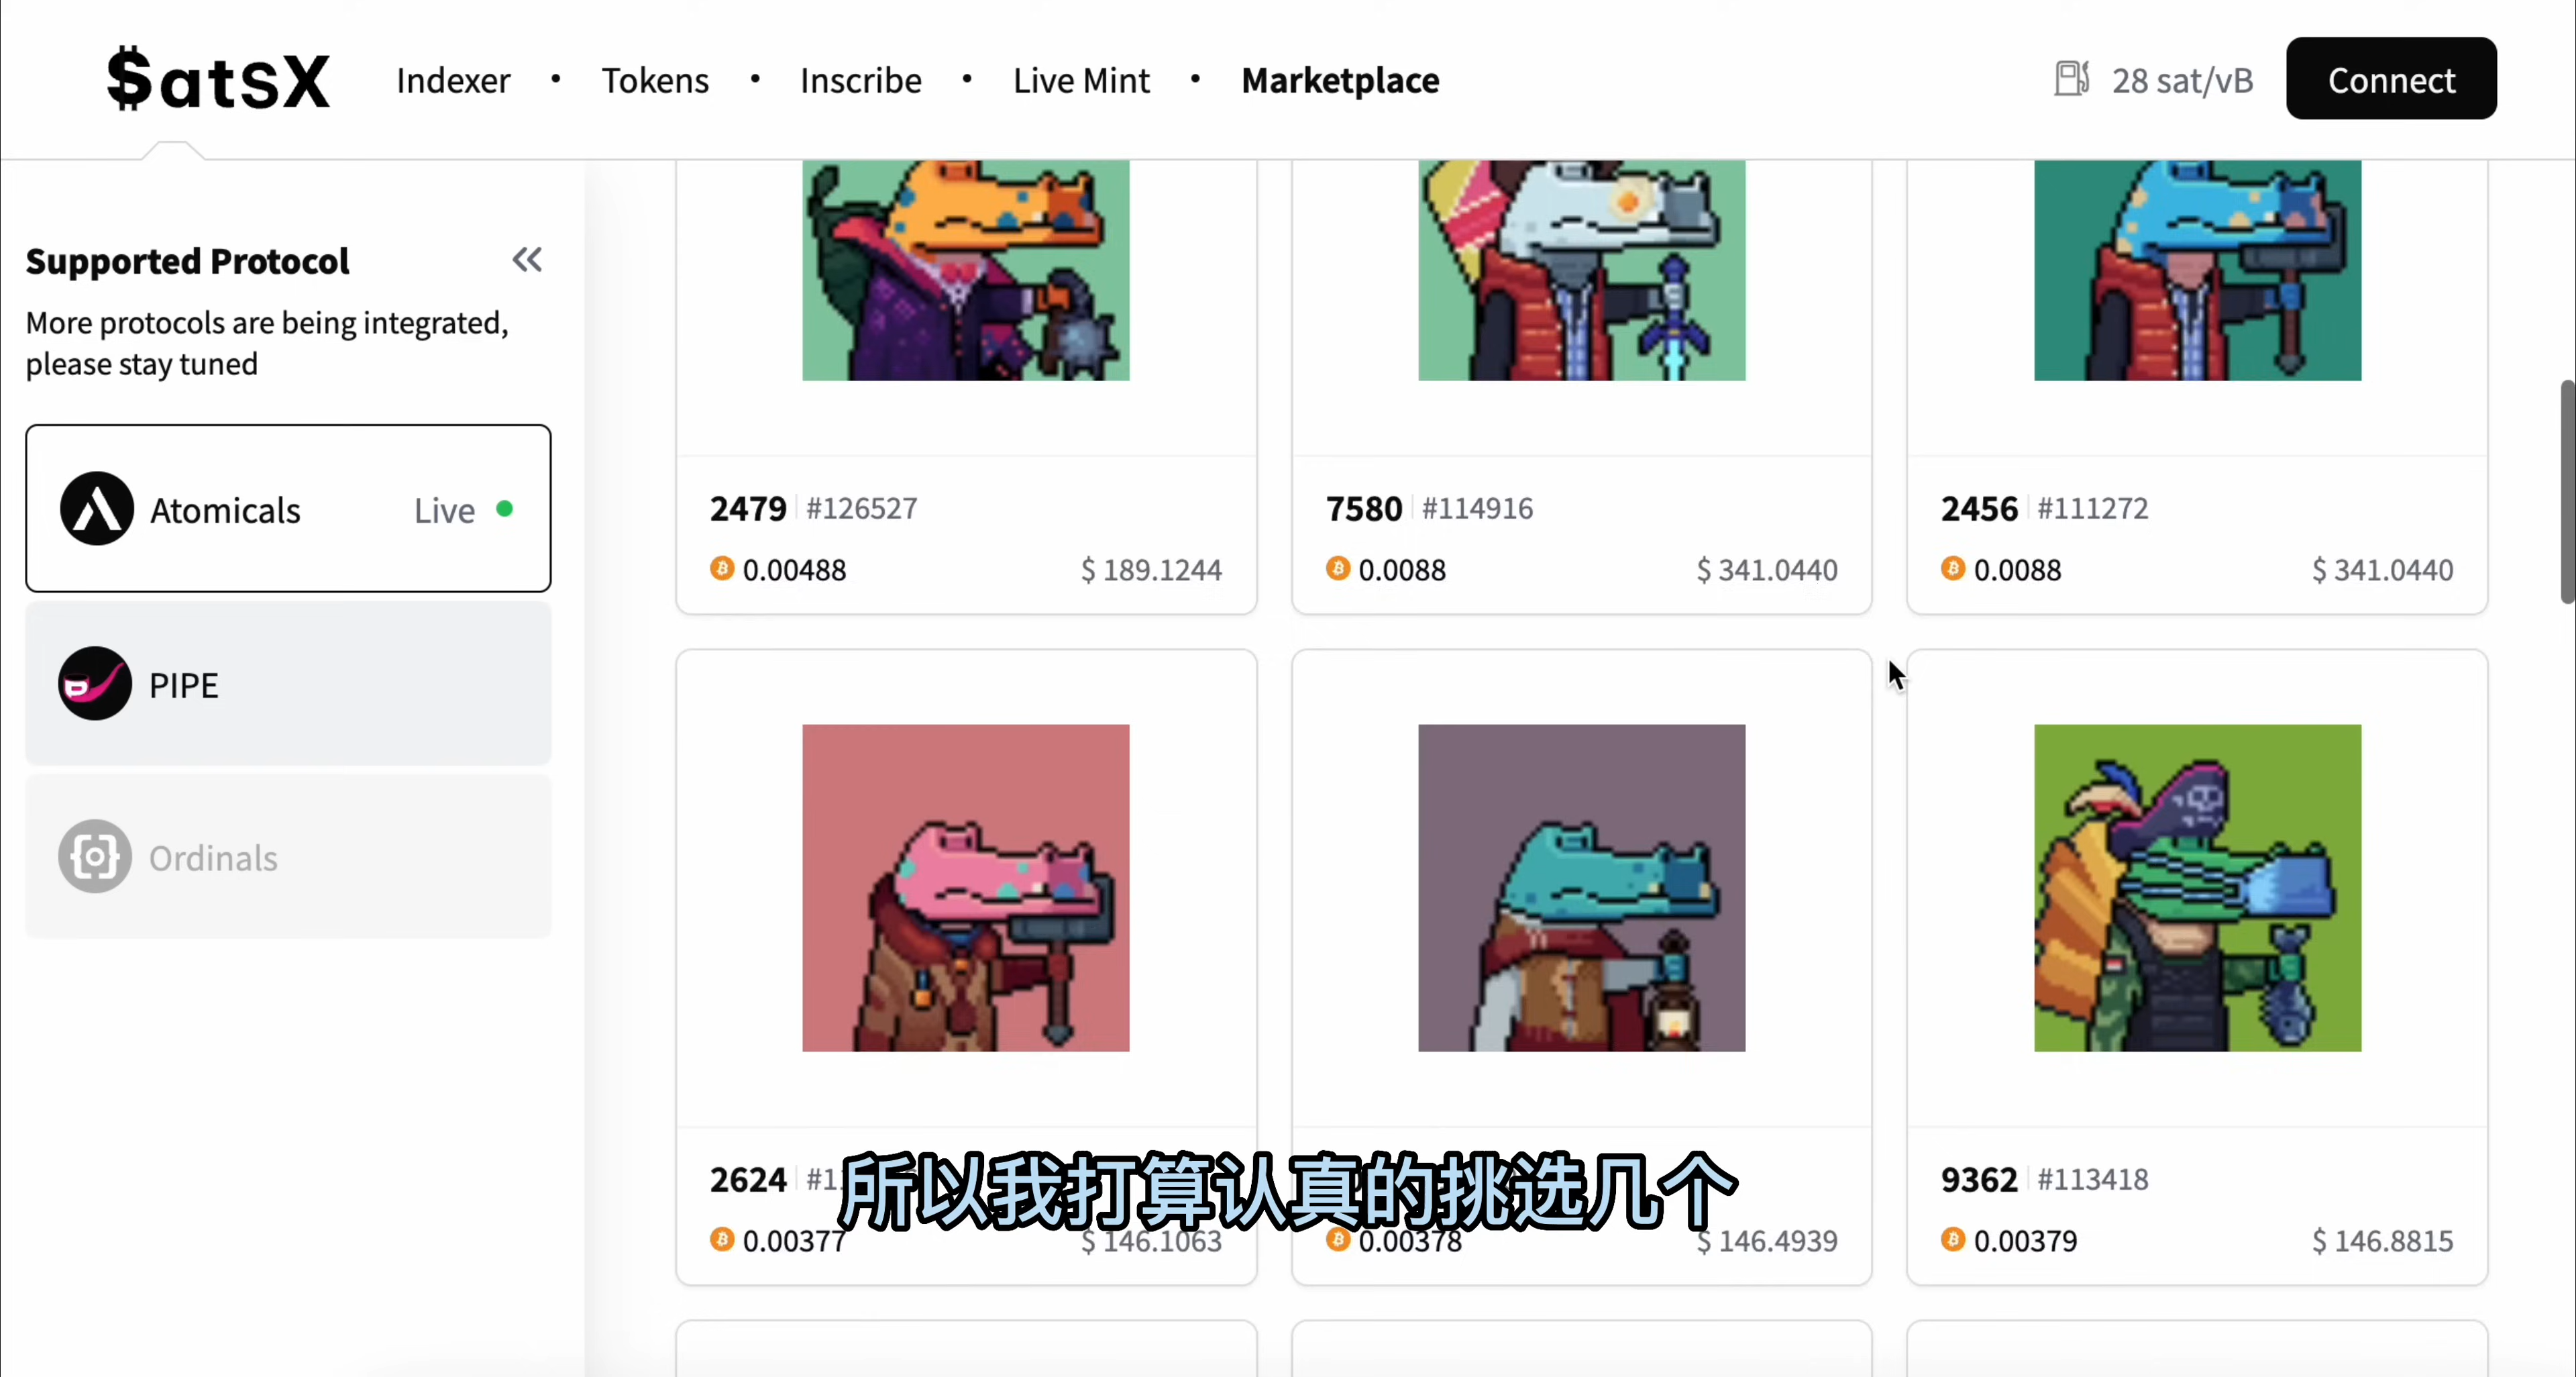 $atsX
Indexer • Tokens • Inscribe • Live Mint • Marketplace
28 sat/vB
Connect
Supported Protocol
More protocols are being integrated,
please stay tuned
Atomicals
Live
PIPE
Ordinals
2479 #126527
0.00488 $ 189.1244
7580 #114916
0.0088 $ 341.0440
2456 #111272
0.0088 $ 341.0440
2624
0.00377 $ 146.1063
0.00378 $ 146.4939
9362 #113418
0.00379 $ 146.8815
所以我打算认真的挑选几个